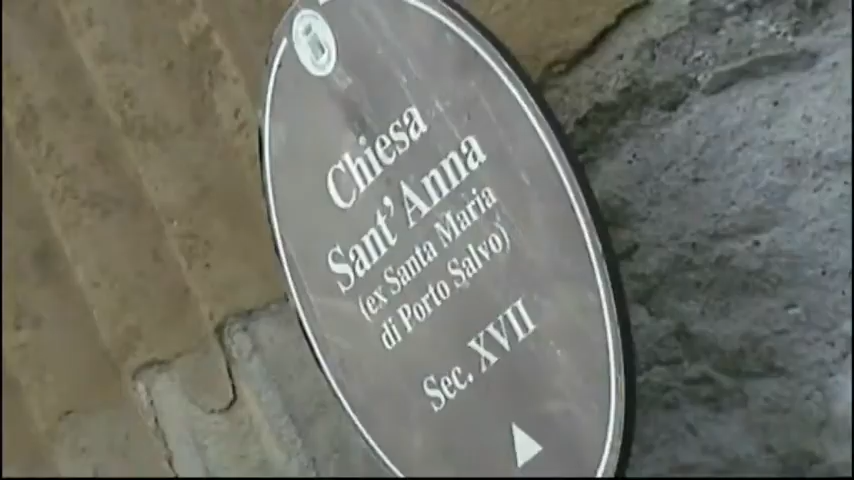 Chiesa
Sant'Anna
(ex Santa Maria
di Porto Salvo)
Sec. XVII